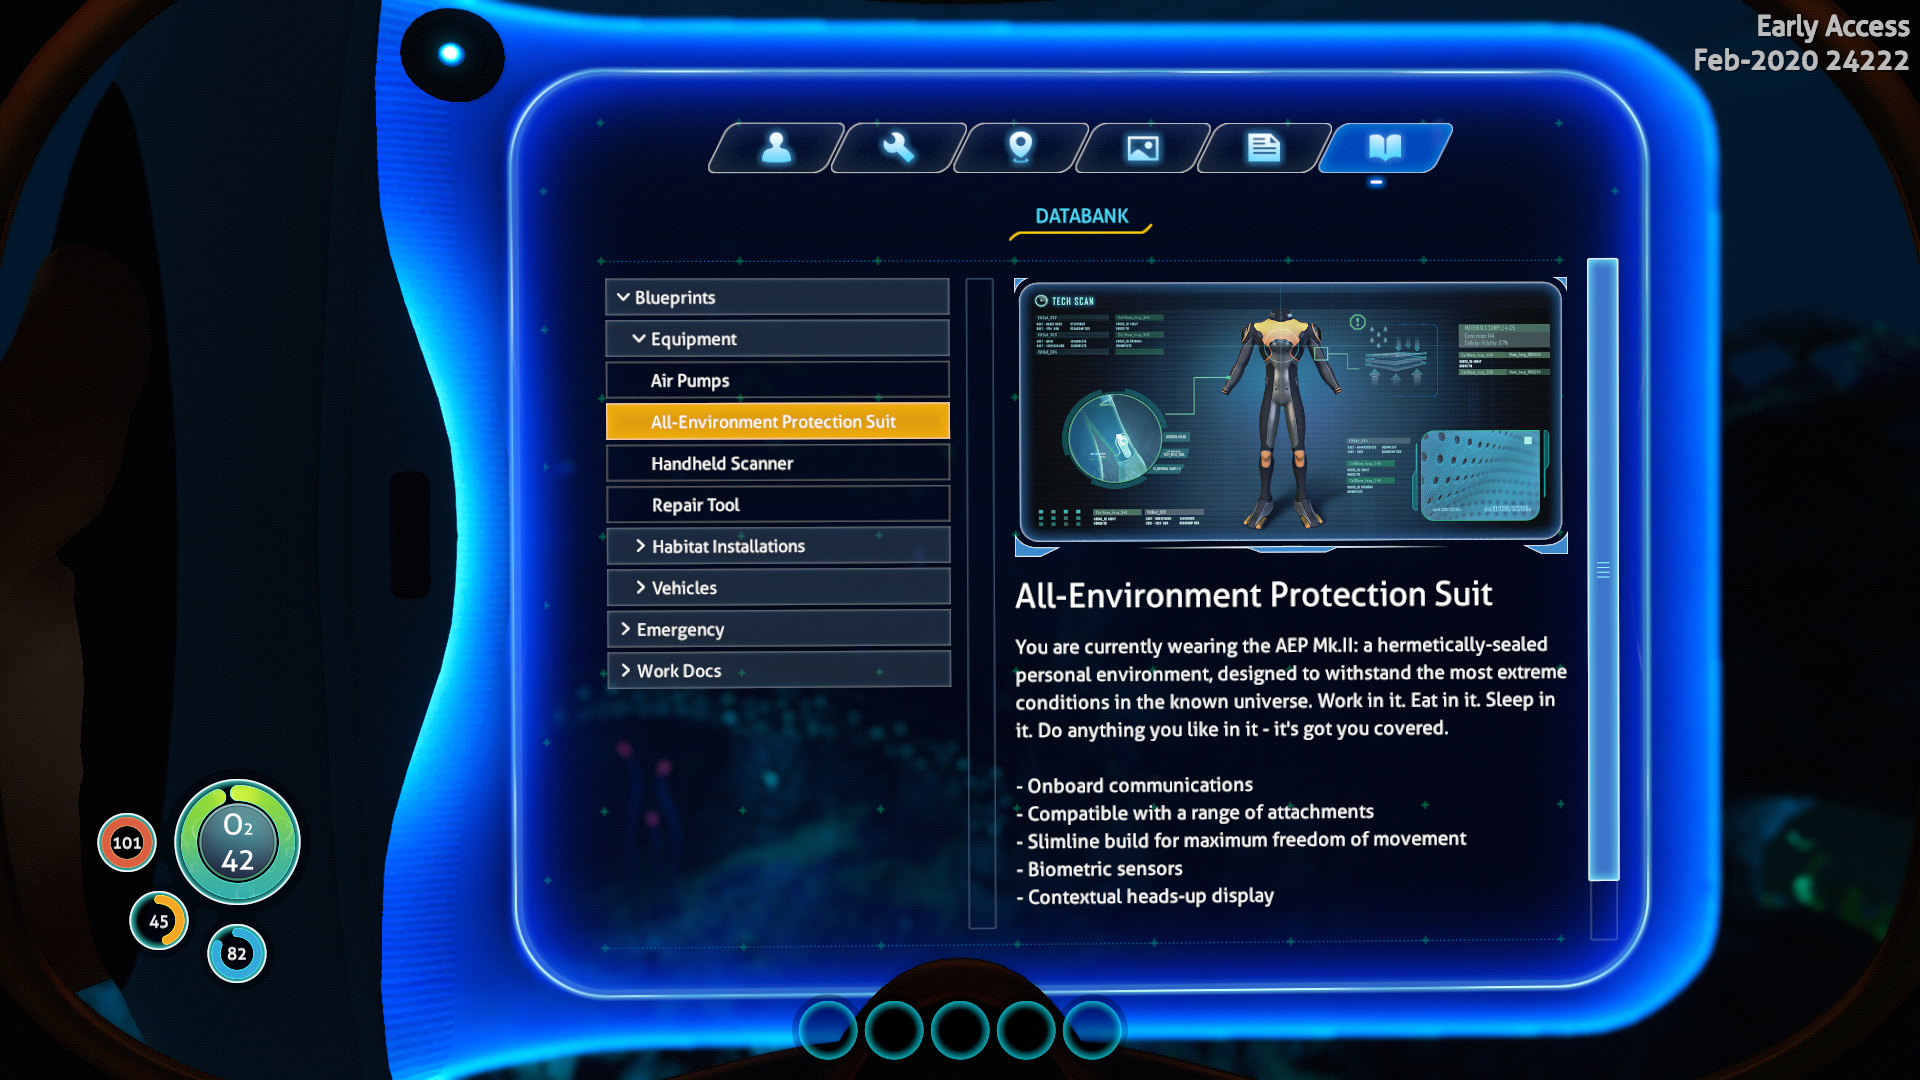 Early Access
Feb-2020 24222
DATABANK
Blueprints
Equipment
Air Pumps
All-Environment Protection Suit
Handheld Scanner
Repair Tool
Habitat Installations
Vehicles
Emergency
Work Docs
TECH SCAN
All-Environment Protection Suit
You are currently wearing the AEP Mk.II: a hermetically-sealed
personal environment, designed to withstand the most extreme
conditions in the known universe. Work in it. Eat in it. Sleep in
it. Do anything you like in it - it's got you covered.
- Onboard communications
- Compatible with a range of attachments
- Slimline build for maximum freedom of movement
- Biometric sensors
- Contextual heads-up display
O2
42
101
45
82